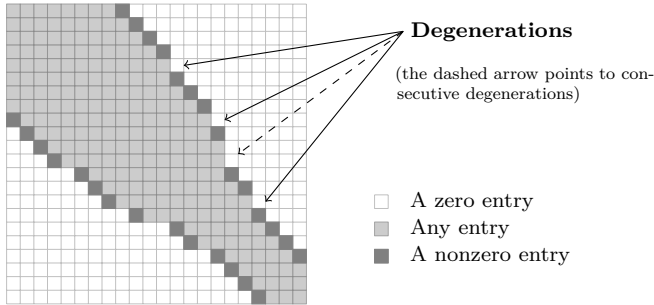 Degenerations
(the dashed arrow points to con-
secutive degenerations)
A zero entry
Any entry
A nonzero entry